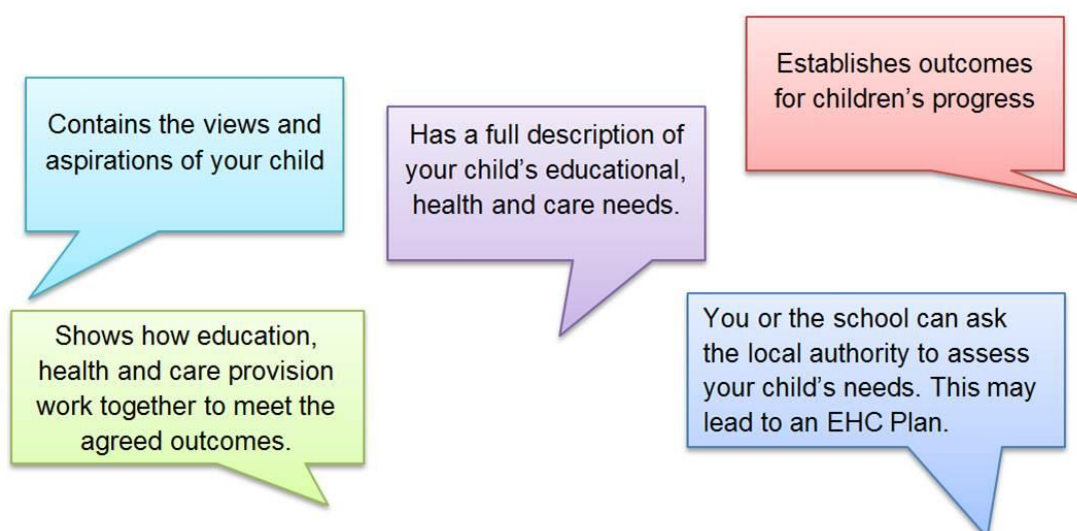 Contains the views and
aspirations of your child
Has a full description of
your child’s educational,
health and care needs.
Establishes outcomes
for children’s progress
Shows how education,
health and care provision
work together to meet the
agreed outcomes.
You or the school can ask
the local authority to assess
your child’s needs. This may
lead to an EHC Plan.